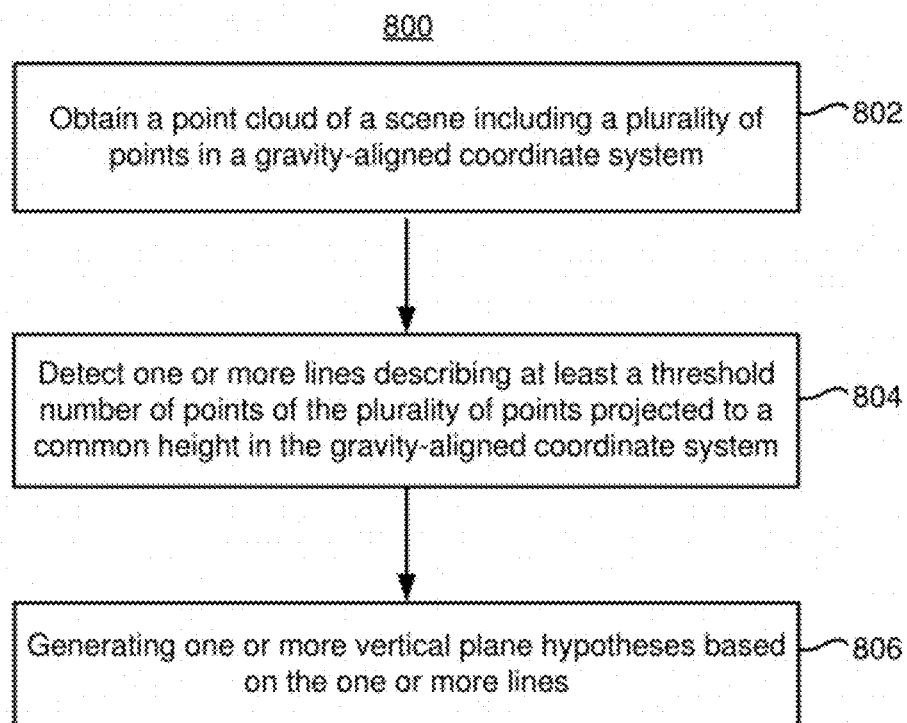 800
Obtain a point cloud of a scene including a plurality of
points in a gravity-aligned coordinate system
802
Detect one or more lines describing at least a threshold
number of points of the plurality of points projected to a
common height in the gravity-aligned coordinate system
804
Generating one or more vertical plane hypotheses based
on the one or more lines
806